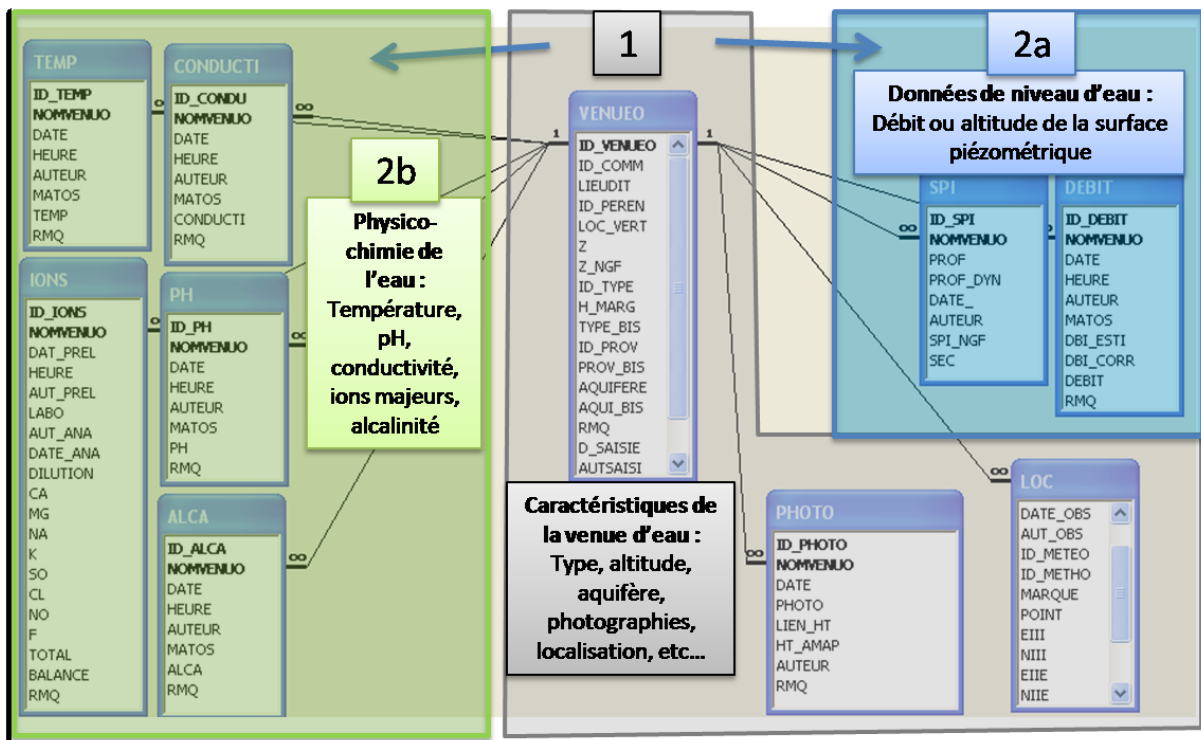 1
2a
Données de niveau d'eau :
Débit ou altitude de la surface
piézométrique
2b
Physico-
chimie de
l'eau :
Température,
pH,
conductivité,
ions majeurs,
alcalinité
Caractéristiques de
la venue d'eau :
Type, altitude,
aquifère,
photographies,
localisation, etc...
TEMP
ID_TEMP
NOMVENUO
DATE
HEURE
AUTEUR
MATOS
TEMP
RMQ
CONDUCTI
ID_CONDU
NOMVENUO
DATE
HEURE
AUTEUR
MATOS
CONDUCTI
RMQ
IONS
ID_IONS
NOMVENUO
DAT_PREL
HEURE
AUT_PREL
LABO
AUT_ANA
DATE_ANA
DILUTION
CA
MG
NA
K
SO
CL
NO
F
TOTAL
BALANCE
RMQ
PH
ID_PH
NOMVENUO
DATE
HEURE
AUTEUR
MATOS
PH
RMQ
ALCA
ID_ALCA
NOMVENUO
DATE
HEURE
AUTEUR
MATOS
ALCA
RMQ
VENUEO
ID_VENUEO
ID_COMM
LIEUDIT
ID_PEREN
LOC_VERT
Z
Z_NGF
ID_TYPE
H_MARG
TYPE_BIS
ID_PROV
PROV_BIS
AQUIFERE
AQUI_BIS
RMQ
D_SAISIE
AUTSAISI
SPI
ID_SPI
NOMVENUO
PROF
PROF_DYN
DATE_
AUTEUR
SPI_NGF
SEC
DEBIT
ID_DEBIT
NOMVENUO
DATE
HEURE
AUTEUR
MATOS
DBI_ESTI
DBI_CORR
DEBIT
RMQ
PHOTO
ID_PHOTO
NOMVENUO
DATE
PHOTO
LIEN_HT
HT_AMAP
AUTEUR
RMQ
LOC
DATE_OBS
AUT_OBS
ID_METEO
ID_METHO
MARQUE
POINT
EIII
NIII
EIIE
NIIE
1
1
∞
∞
∞
∞
∞
∞
∞
∞
∞